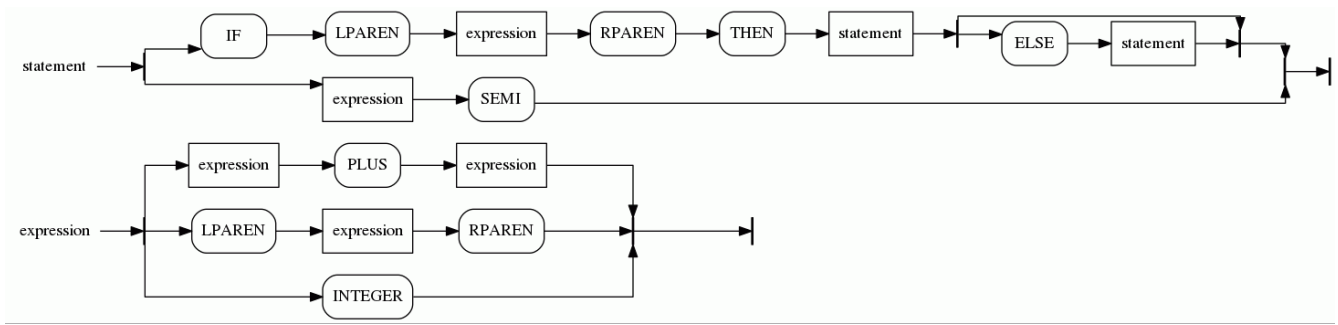 IF LPAREN expression RPAREN THEN statement ELSE statement
statement
expression SEMI
expression PLUS expression
expression LPAREN expression RPAREN
INTEGER